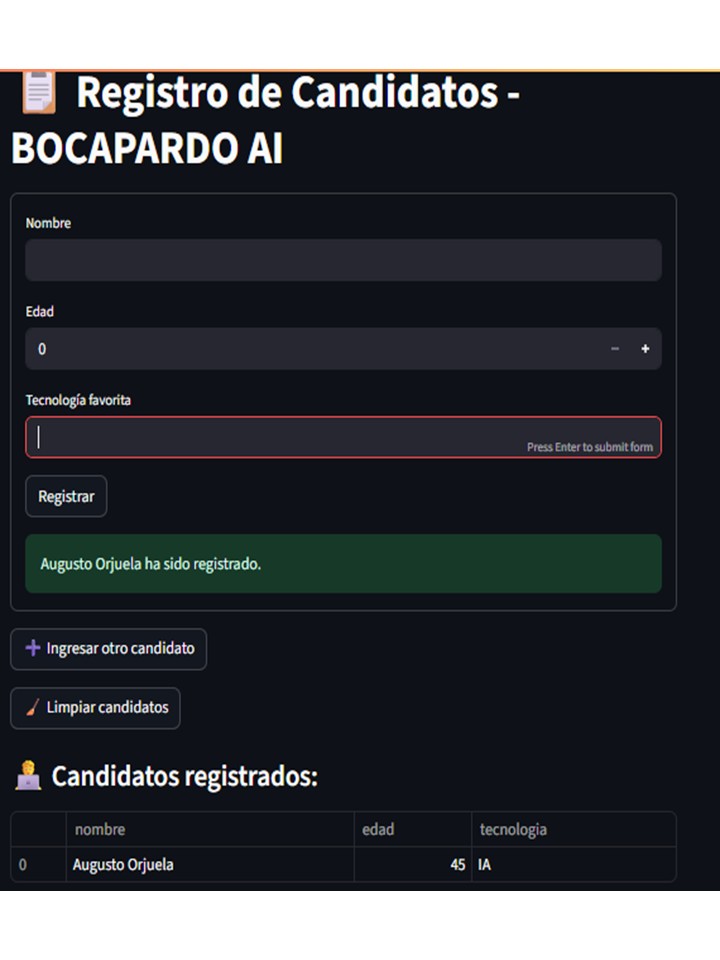 Registro de Candidatos -
BOCAPARDO AI
Nombre
Edad
0
Tecnología favorita
Press Enter to submit form
Registrar
Augusto Orjuela ha sido registrado.
Ingresar otro candidato
Limpiar candidatos
Candidatos registrados:
nombre edad tecnologia
0 Augusto Orjuela 45 IA